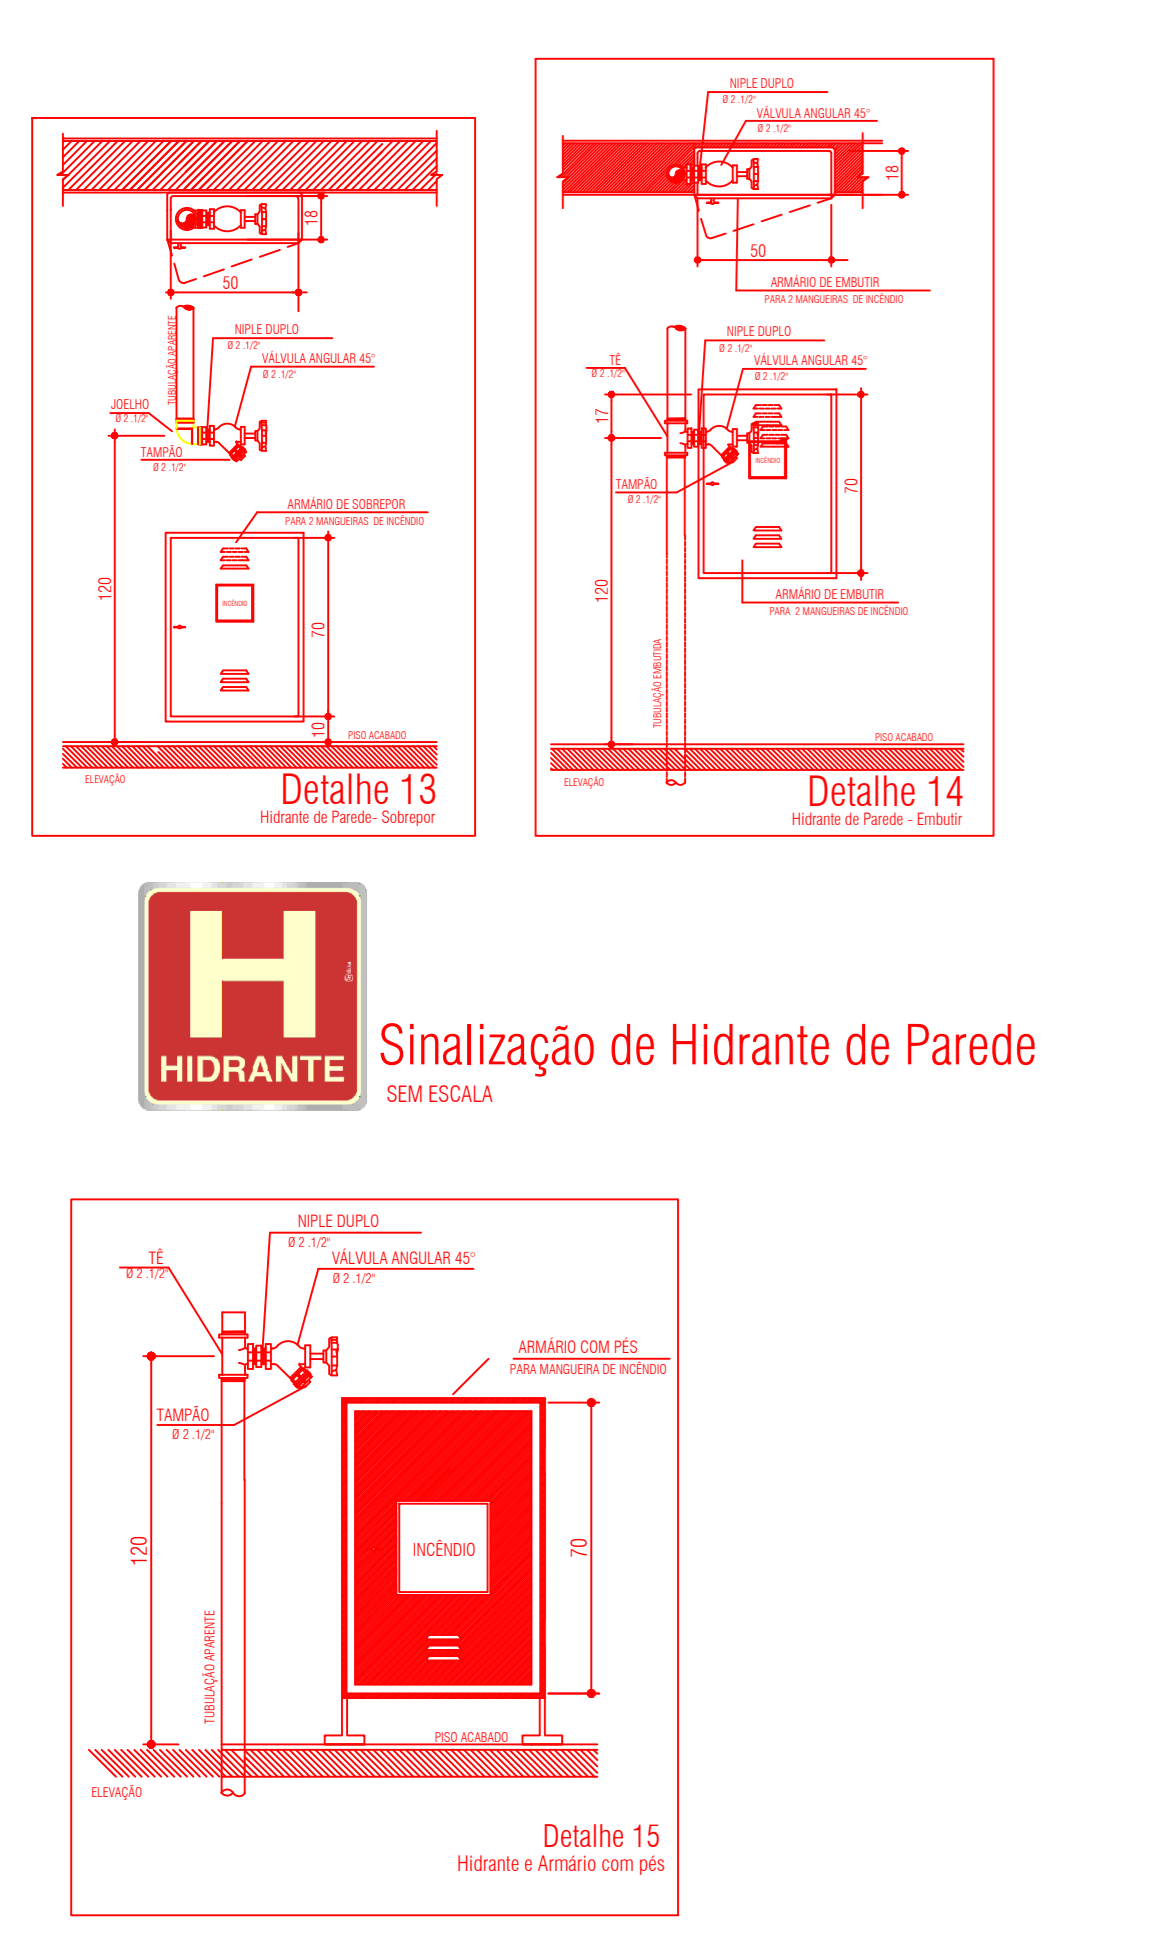 18
50
TUBULAÇÃO APARENTE
NIPLE DUPLO
Ø 2 .1/2"
VÁLVULA ANGULAR 45°
Ø 2 .1/2"
JOELHO
Ø 2 .1/2"
TAMPÃO
Ø 2 .1/2"
ARMÁRIO DE SOBREPOR
PARA 2 MANGUEIRAS DE INCÊNDIO
120
INCÊNDIO
70
10
PISO ACABADO
ELEVAÇÃO
Detalhe 13
Hidrante de Parede- Sobrepor
NIPLE DUPLO
Ø 2 .1/2"
VÁLVULA ANGULAR 45°
Ø 2 .1/2"
18
50
ARMÁRIO DE EMBUTIR
PARA 2 MANGUEIRAS DE INCÊNDIO
NIPLE DUPLO
Ø 2 .1/2"
TÊ
Ø 2 .1/2"
VÁLVULA ANGULAR 45°
Ø 2 .1/2"
17
INCÊNDIO
TAMPÃO
Ø 2 .1/2"
70
120
ARMÁRIO DE EMBUTIR
PARA 2 MANGUEIRAS DE INCÊNDIO
TUBULAÇÃO EMBUTIDA
PISO ACABADO
ELEVAÇÃO
Detalhe 14
Hidrante de Parede - Embutir
H
HIDRANTE
Sinalização de Hidrante de Parede
SEM ESCALA
NIPLE DUPLO
Ø 2 .1/2"
TÊ
Ø 2 .1/2"
VÁLVULA ANGULAR 45°
Ø 2 .1/2"
ARMÁRIO COM PÉS
PARA MANGUEIRA DE INCÊNDIO
TAMPÃO
Ø 2 .1/2"
120
INCÊNDIO
70
TUBULAÇÃO APARENTE
PISO ACABADO
ELEVAÇÃO
Detalhe 15
Hidrante e Armário com pés